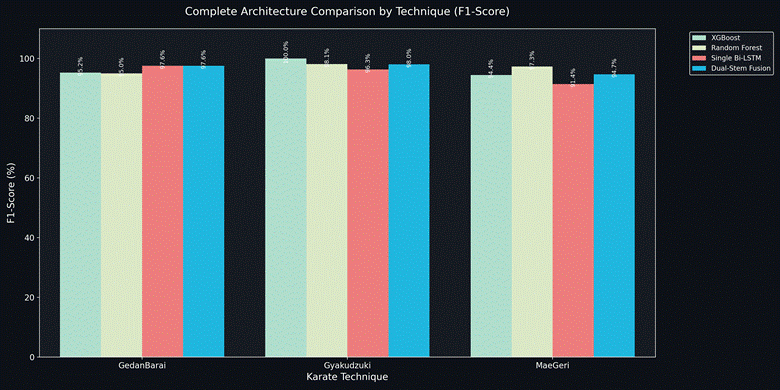 Complete Architecture Comparison by Technique (F1-Score)
XGBoost
Random Forest
Single Bi-LSTM
Dual-Stem Fusion
F1-Score (%)
100
80
60
40
20
0
95.2%
95.0%
97.6%
97.6%
100.0%
98.1%
96.3%
98.0%
94.4%
97.3%
91.4%
94.7%
GedanBarai
Gyakudzuki
MaeGeri
Karate Technique